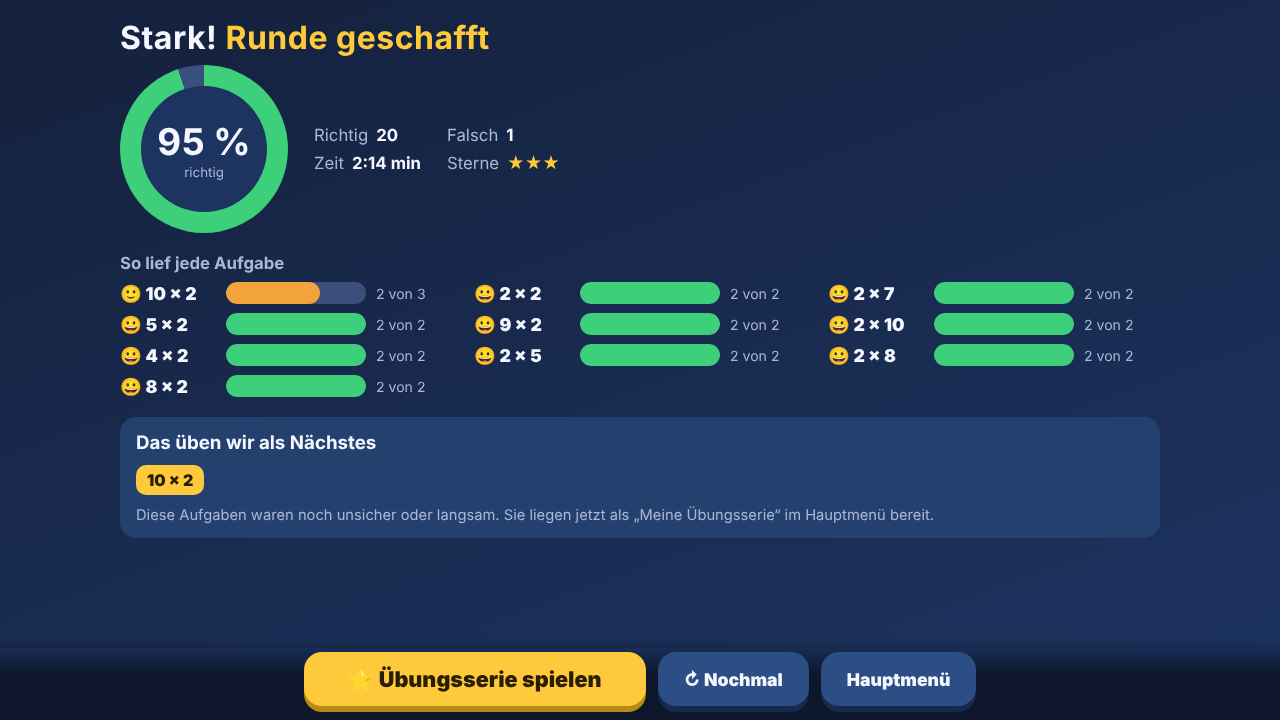 Stark! Runde geschafft
95 %
richtig
Richtig 20 Falsch 1
Zeit 2:14 min Sterne ★★★
So lief jede Aufgabe
10 × 2 2 von 3 2 × 2 2 von 2 2 × 7 2 von 2
5 × 2 2 von 2 9 × 2 2 von 2 2 × 10 2 von 2
4 × 2 2 von 2 2 × 5 2 von 2 2 × 8 2 von 2
8 × 2 2 von 2
Das üben wir als Nächstes
10 × 2
Diese Aufgaben waren noch unsicher oder langsam. Sie liegen jetzt als „Meine Übungsserie“ im Hauptmenü bereit.
⭐ Übungsserie spielen ↻ Nochmal Hauptmenü